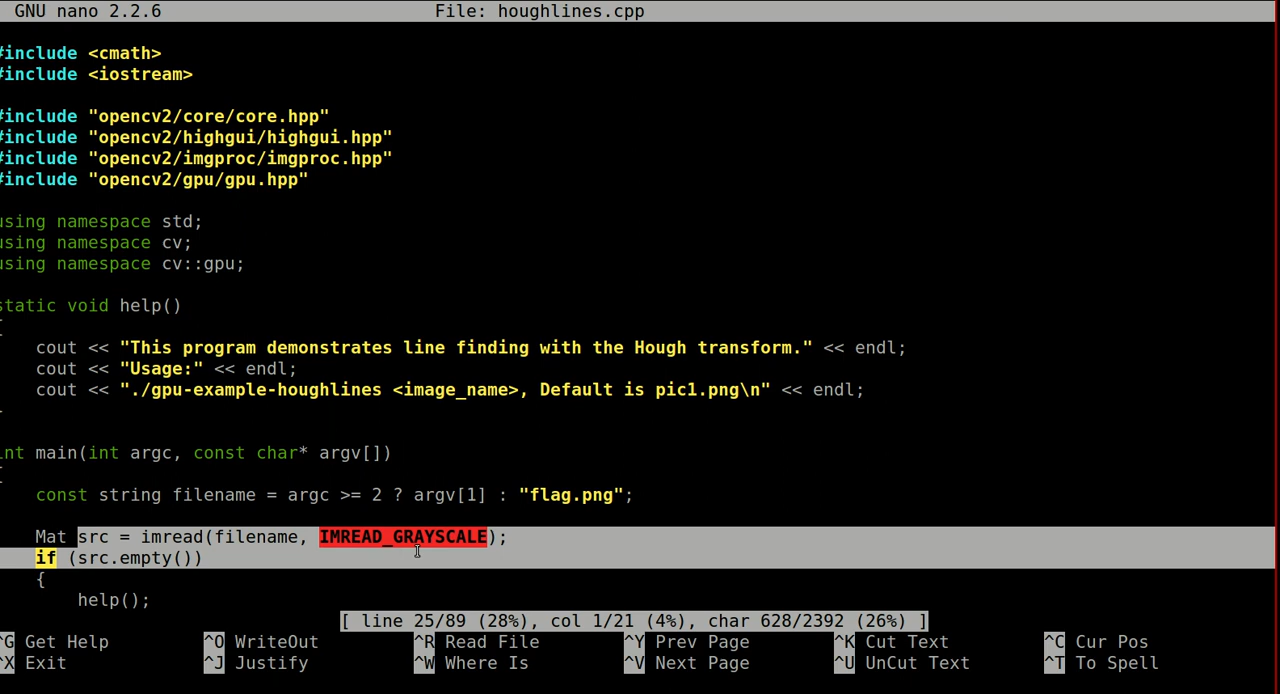 GNU nano 2.2.6 File: houghlines.cpp
#include <cmath>
#include <iostream>
#include "opencv2/core/core.hpp"
#include "opencv2/highgui/highgui.hpp"
#include "opencv2/imgproc/imgproc.hpp"
#include "opencv2/gpu/gpu.hpp"
using namespace std;
using namespace cv;
using namespace cv::gpu;
static void help()
{
    cout << "This program demonstrates line finding with the Hough transform." << endl;
    cout << "Usage:" << endl;
    cout << "./gpu-example-houghlines <image_name>, Default is pic1.png\n" << endl;
}
int main(int argc, const char* argv[])
{
    const string filename = argc >= 2 ? argv[1] : "flag.png";
    Mat src = imread(filename, IMREAD_GRAYSCALE);
    if (src.empty())
    {
        help();
[ line 25/89 (28%), col 1/21 (4%), char 628/2392 (26%) ]
^G Get Help ^O WriteOut ^R Read File ^Y Prev Page ^K Cut Text ^C Cur Pos
^X Exit ^J Justify ^W Where Is ^V Next Page ^U UnCut Text ^T To Spell